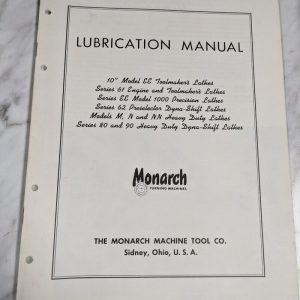 LUBRICATION MANUAL
10" Model EE Toolmaker's Lathes
Series 61 Engine and Toolmaker's Lathes
Series EE Model 1000 Precision Lathes
Series 62 Preselector Dyna-Shift Lathes
Models M, N and NN Heavy Duty Lathes
Series 80 and 90 Heavy Duty Dyna-Shift Lathes
Monarch
TURNING MACHINES
THE MONARCH MACHINE TOOL CO.
Sidney, Ohio, U. S. A.